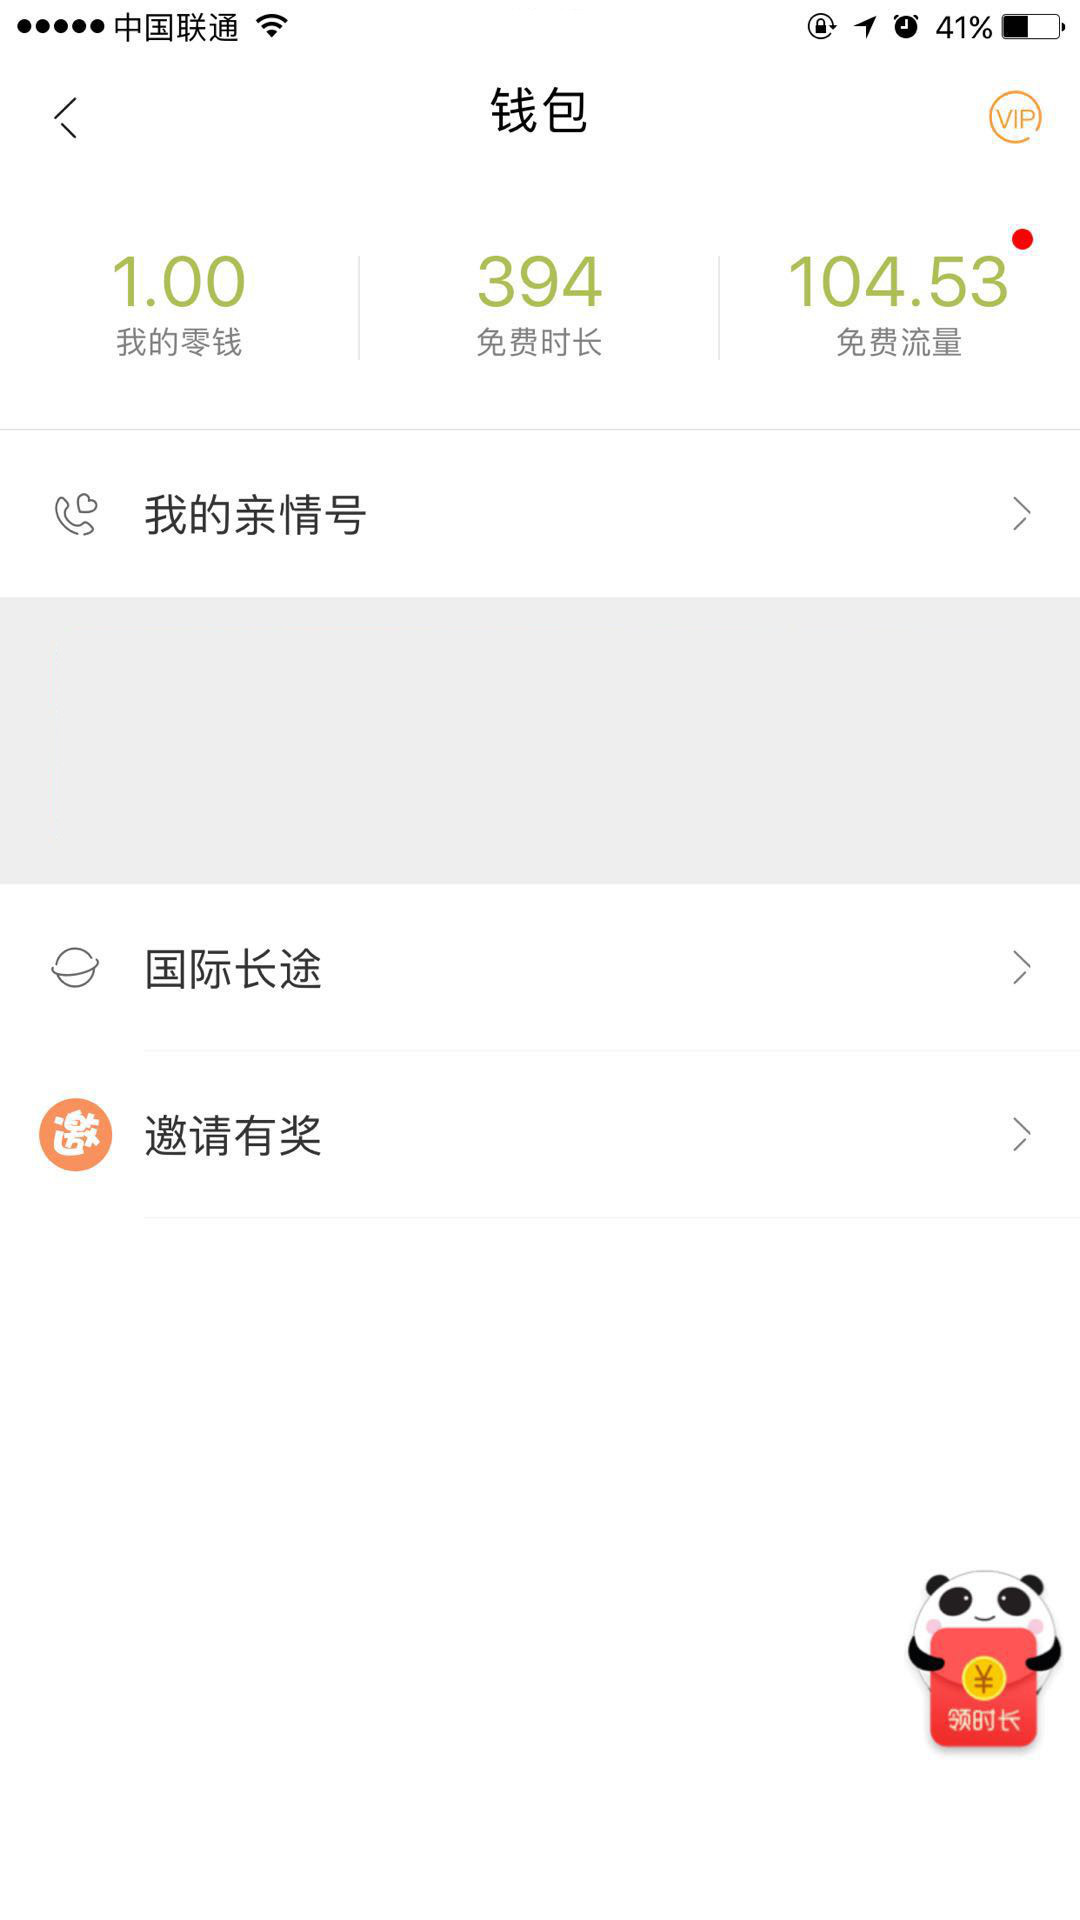 中国联通 41%
钱包
VIP
1.00 394 104.53
我的零钱 免费时长 免费流量
我的亲情号
国际长途
邀 邀请有奖
¥
领时长